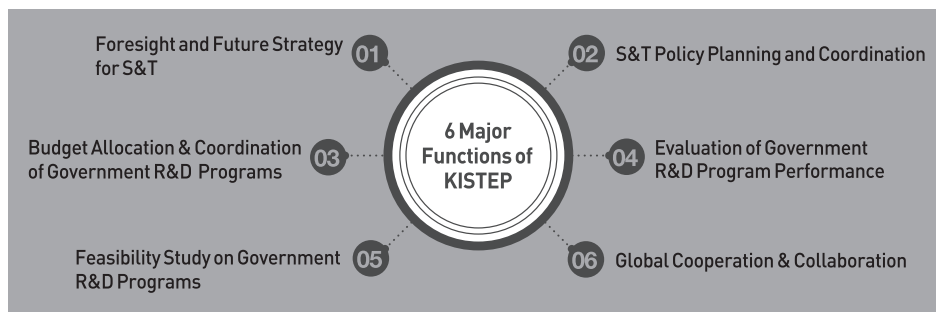 01
Foresight and Future Strategy
for S&T
02
S&T Policy Planning and Coordination
6 Major
Functions of
KISTEP
03
Budget Allocation & Coordination
of Government R&D Programs
04
Evaluation of Government
R&D Program Performance
05
Feasibility Study on Government
R&D Programs
06
Global Cooperation & Collaboration